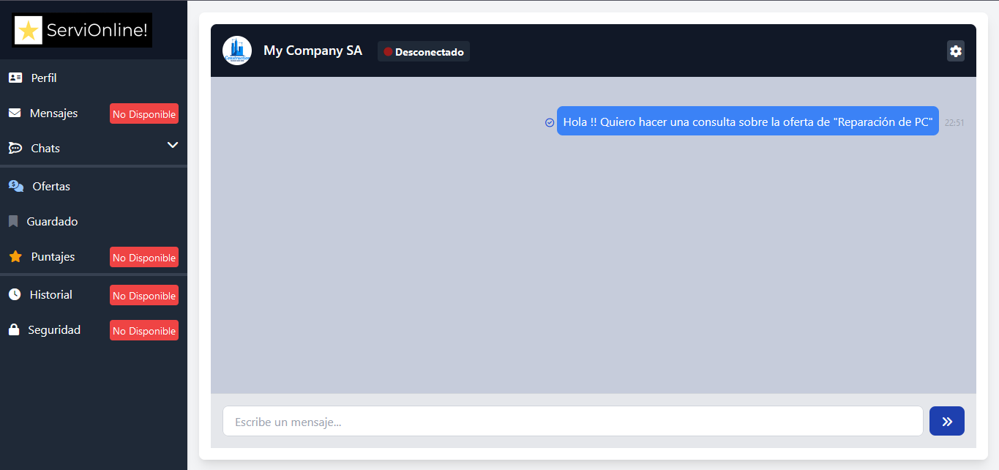 ServiOnline!
Perfil
Mensajes No Disponible
Chats
Ofertas
Guardado
Puntajes No Disponible
Historial No Disponible
Seguridad No Disponible
Construction
My Company SA Desconectado
Hola !! Quiero hacer una consulta sobre la oferta de "Reparación de PC" 22:51
Escribe un mensaje...